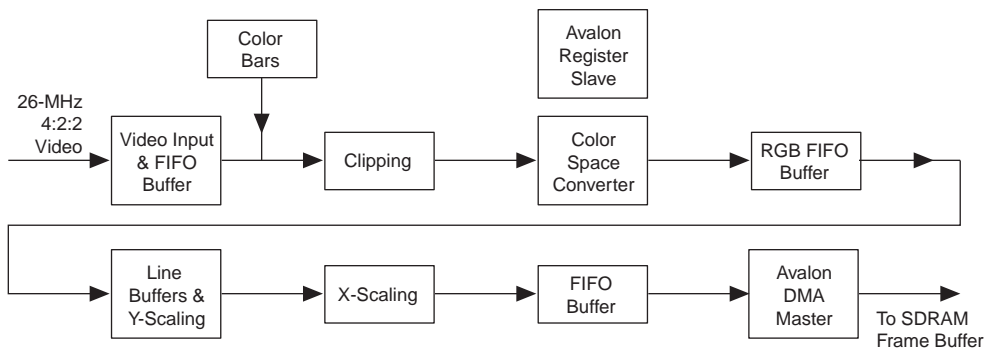 Color
Bars
Avalon
Register
Slave
26-MHz
4:2:2
Video
Video Input
& FIFO
Buffer
Clipping
Color
Space
Converter
RGB FIFO
Buffer
Line
Buffers &
Y-Scaling
X-Scaling
FIFO
Buffer
Avalon
DMA
Master
To SDRAM
Frame Buffer